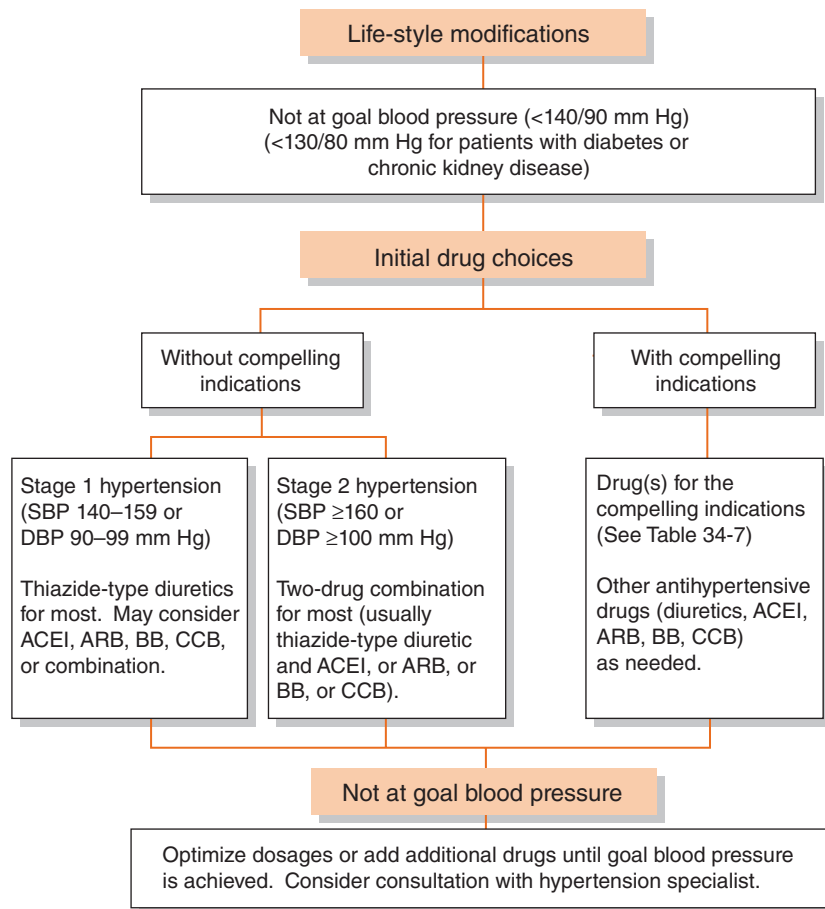 Life-style modifications
Not at goal blood pressure (<140/90 mm Hg)
(<130/80 mm Hg for patients with diabetes or
chronic kidney disease)
Initial drug choices
Without compelling
indications
With compelling
indications
Stage 1 hypertension
(SBP 140–159 or
DBP 90–99 mm Hg)
Thiazide-type diuretics
for most. May consider
ACEI, ARB, BB, CCB,
or combination.
Stage 2 hypertension
(SBP ≥160 or
DBP ≥100 mm Hg)
Two-drug combination
for most (usually
thiazide-type diuretic
and ACEI, or ARB, or
BB, or CCB).
Drug(s) for the
compelling indications
(See Table 34-7)
Other antihypertensive
drugs (diuretics, ACEI,
ARB, BB, CCB)
as needed.
Not at goal blood pressure
Optimize dosages or add additional drugs until goal blood pressure
is achieved. Consider consultation with hypertension specialist.